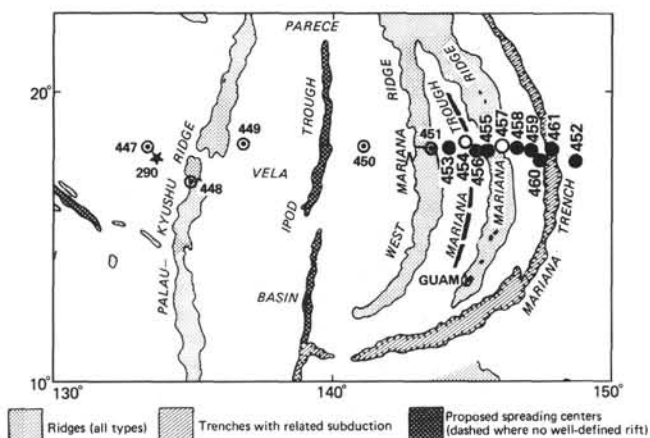 PARECE
RIDGE
RIDGE
20°
TROUGH
TROUGH
447
449
450
451
453
454
456
455
457
458
459
461
460
452
290
448
RIDGE
VELA
KYUSHU
PALAU–
IPOD
BASIN
WEST
MARIANA
MARIANA
MARIANA
GUAM
MARIANA
TRENCH
10°
130°
140°
150°
Ridges (all types)
Trenches with related subduction
Proposed spreading centers
(dashed where no well-defined rift)